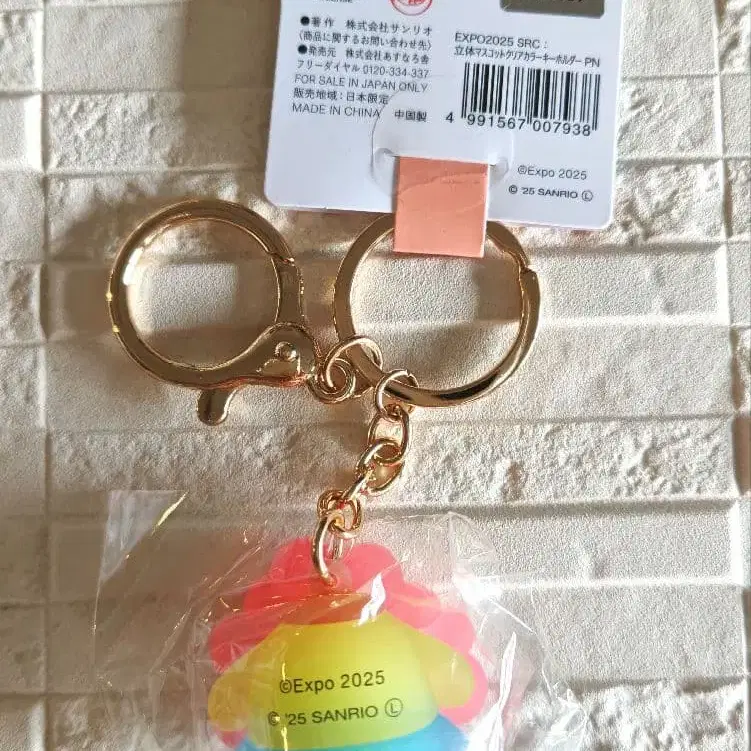 ●著作 株式会社サンリオ
〈商品に関するお問い合わせ先〉
●発売元 株式会社あすなろ舎
フリーダイヤル 0120-334-337
FOR SALE IN JAPAN ONLY
販売地域:日本限定
MADE IN CHINA 中国製
EXPO2025 SRC :
立体マスコットクリアカラーキーホルダー PN
4 991567 007938
©Expo 2025
© '25 SANRIO Ⓛ
©Expo 2025
© '25 SANRIO Ⓛ